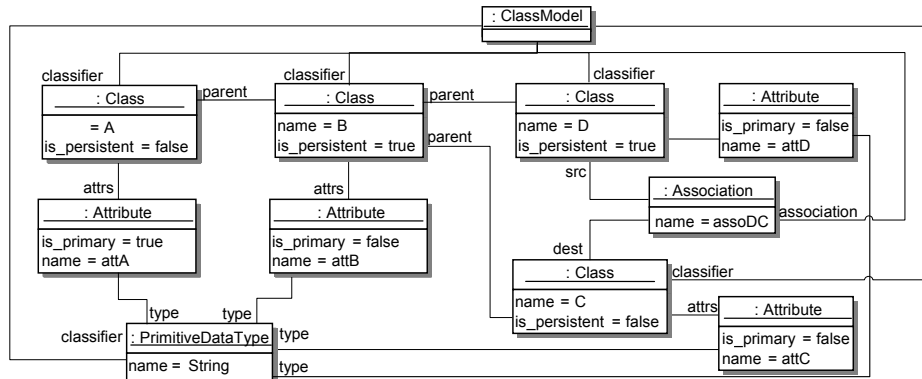 : ClassModel
classifier
classifier
classifier
: Class
parent
: Class
parent
: Class
: Attribute
= A
is_persistent = false
name = B
is_persistent = true
parent
name = D
is_persistent = true
is_primary = false
name = attD
attrs
attrs
src
: Attribute
: Attribute
: Association
is_primary = true
name = attA
is_primary = false
name = attB
name = assoDC
association
dest
: Class
classifier
type
type
name = C
is_persistent = false
attrs
: Attribute
classifier
: PrimitiveDataType
type
is_primary = false
name = attC
name = String
type